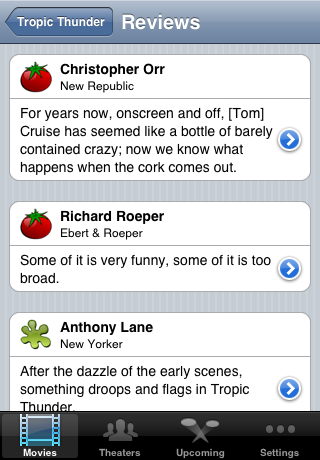 Tropic Thunder
Reviews
Christopher Orr
New Republic
For years now, onscreen and off, [Tom]
Cruise has seemed like a bottle of barely
contained crazy; now we know what
happens when the cork comes out.
Richard Roeper
Ebert & Roeper
Some of it is very funny, some of it is too
broad.
Anthony Lane
New Yorker
After the dazzle of the early scenes,
something droops and flags in Tropic
Thunder.
Movies
Theaters
Upcoming
Settings